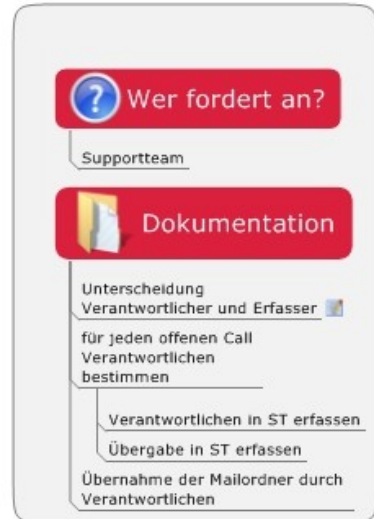 Wer fordert an?
Supportteam
Dokumentation
Unterscheidung
Verantwortlicher und Erfasser
für jeden offenen Call
Verantwortlichen
bestimmen
Verantwortlichen in ST erfassen
Übergabe in ST erfassen
Übernahme der Mailordner durch
Verantwortlichen